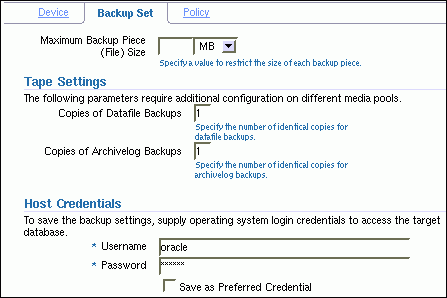 Device Backup Set Policy
Maximum Backup Piece MB
(File) Size
Specify a value to restrict the size of each backup piece.
Tape Settings
The following parameters require additional configuration on different media pools.
Copies of Datafile Backups 1
Specify the number of identical copies for
datafile backups.
Copies of Archivelog Backups 1
Specify the number of identical copies for
archivelog backups.
Host Credentials
To save the backup settings, supply operating system login credentials to access the target
database.
* Username oracle
* Password ******
Save as Preferred Credential